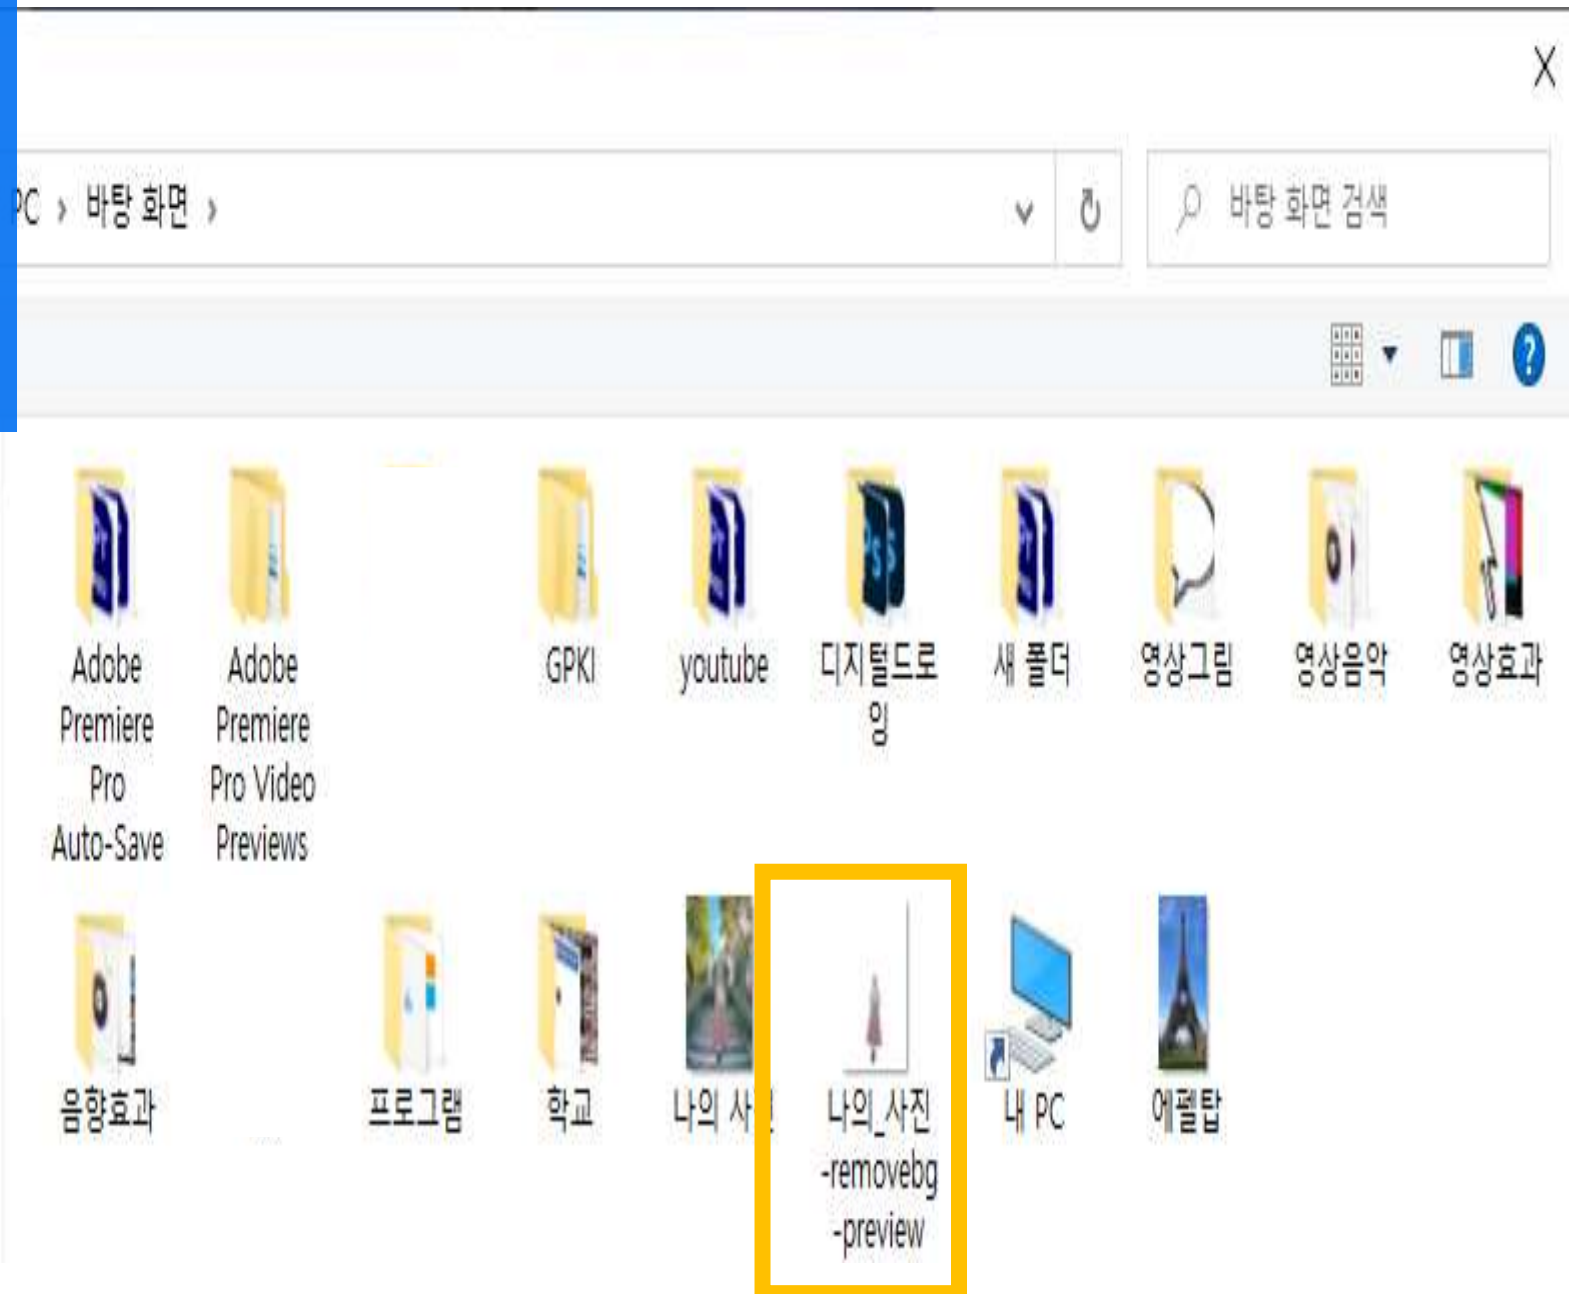 PC › 바탕 화면 ›
바탕 화면 검색
?
Adobe
Premiere
Pro
Auto-Save
Adobe
Premiere
Pro Video
Previews
GPKI
youtube
디지털드로
잉
새 폴더
영상그림
영상음악
영상효과
음향효과
프로그램
학교
나의
나의_사진
-removebg
-preview
내 PC
에펠탑